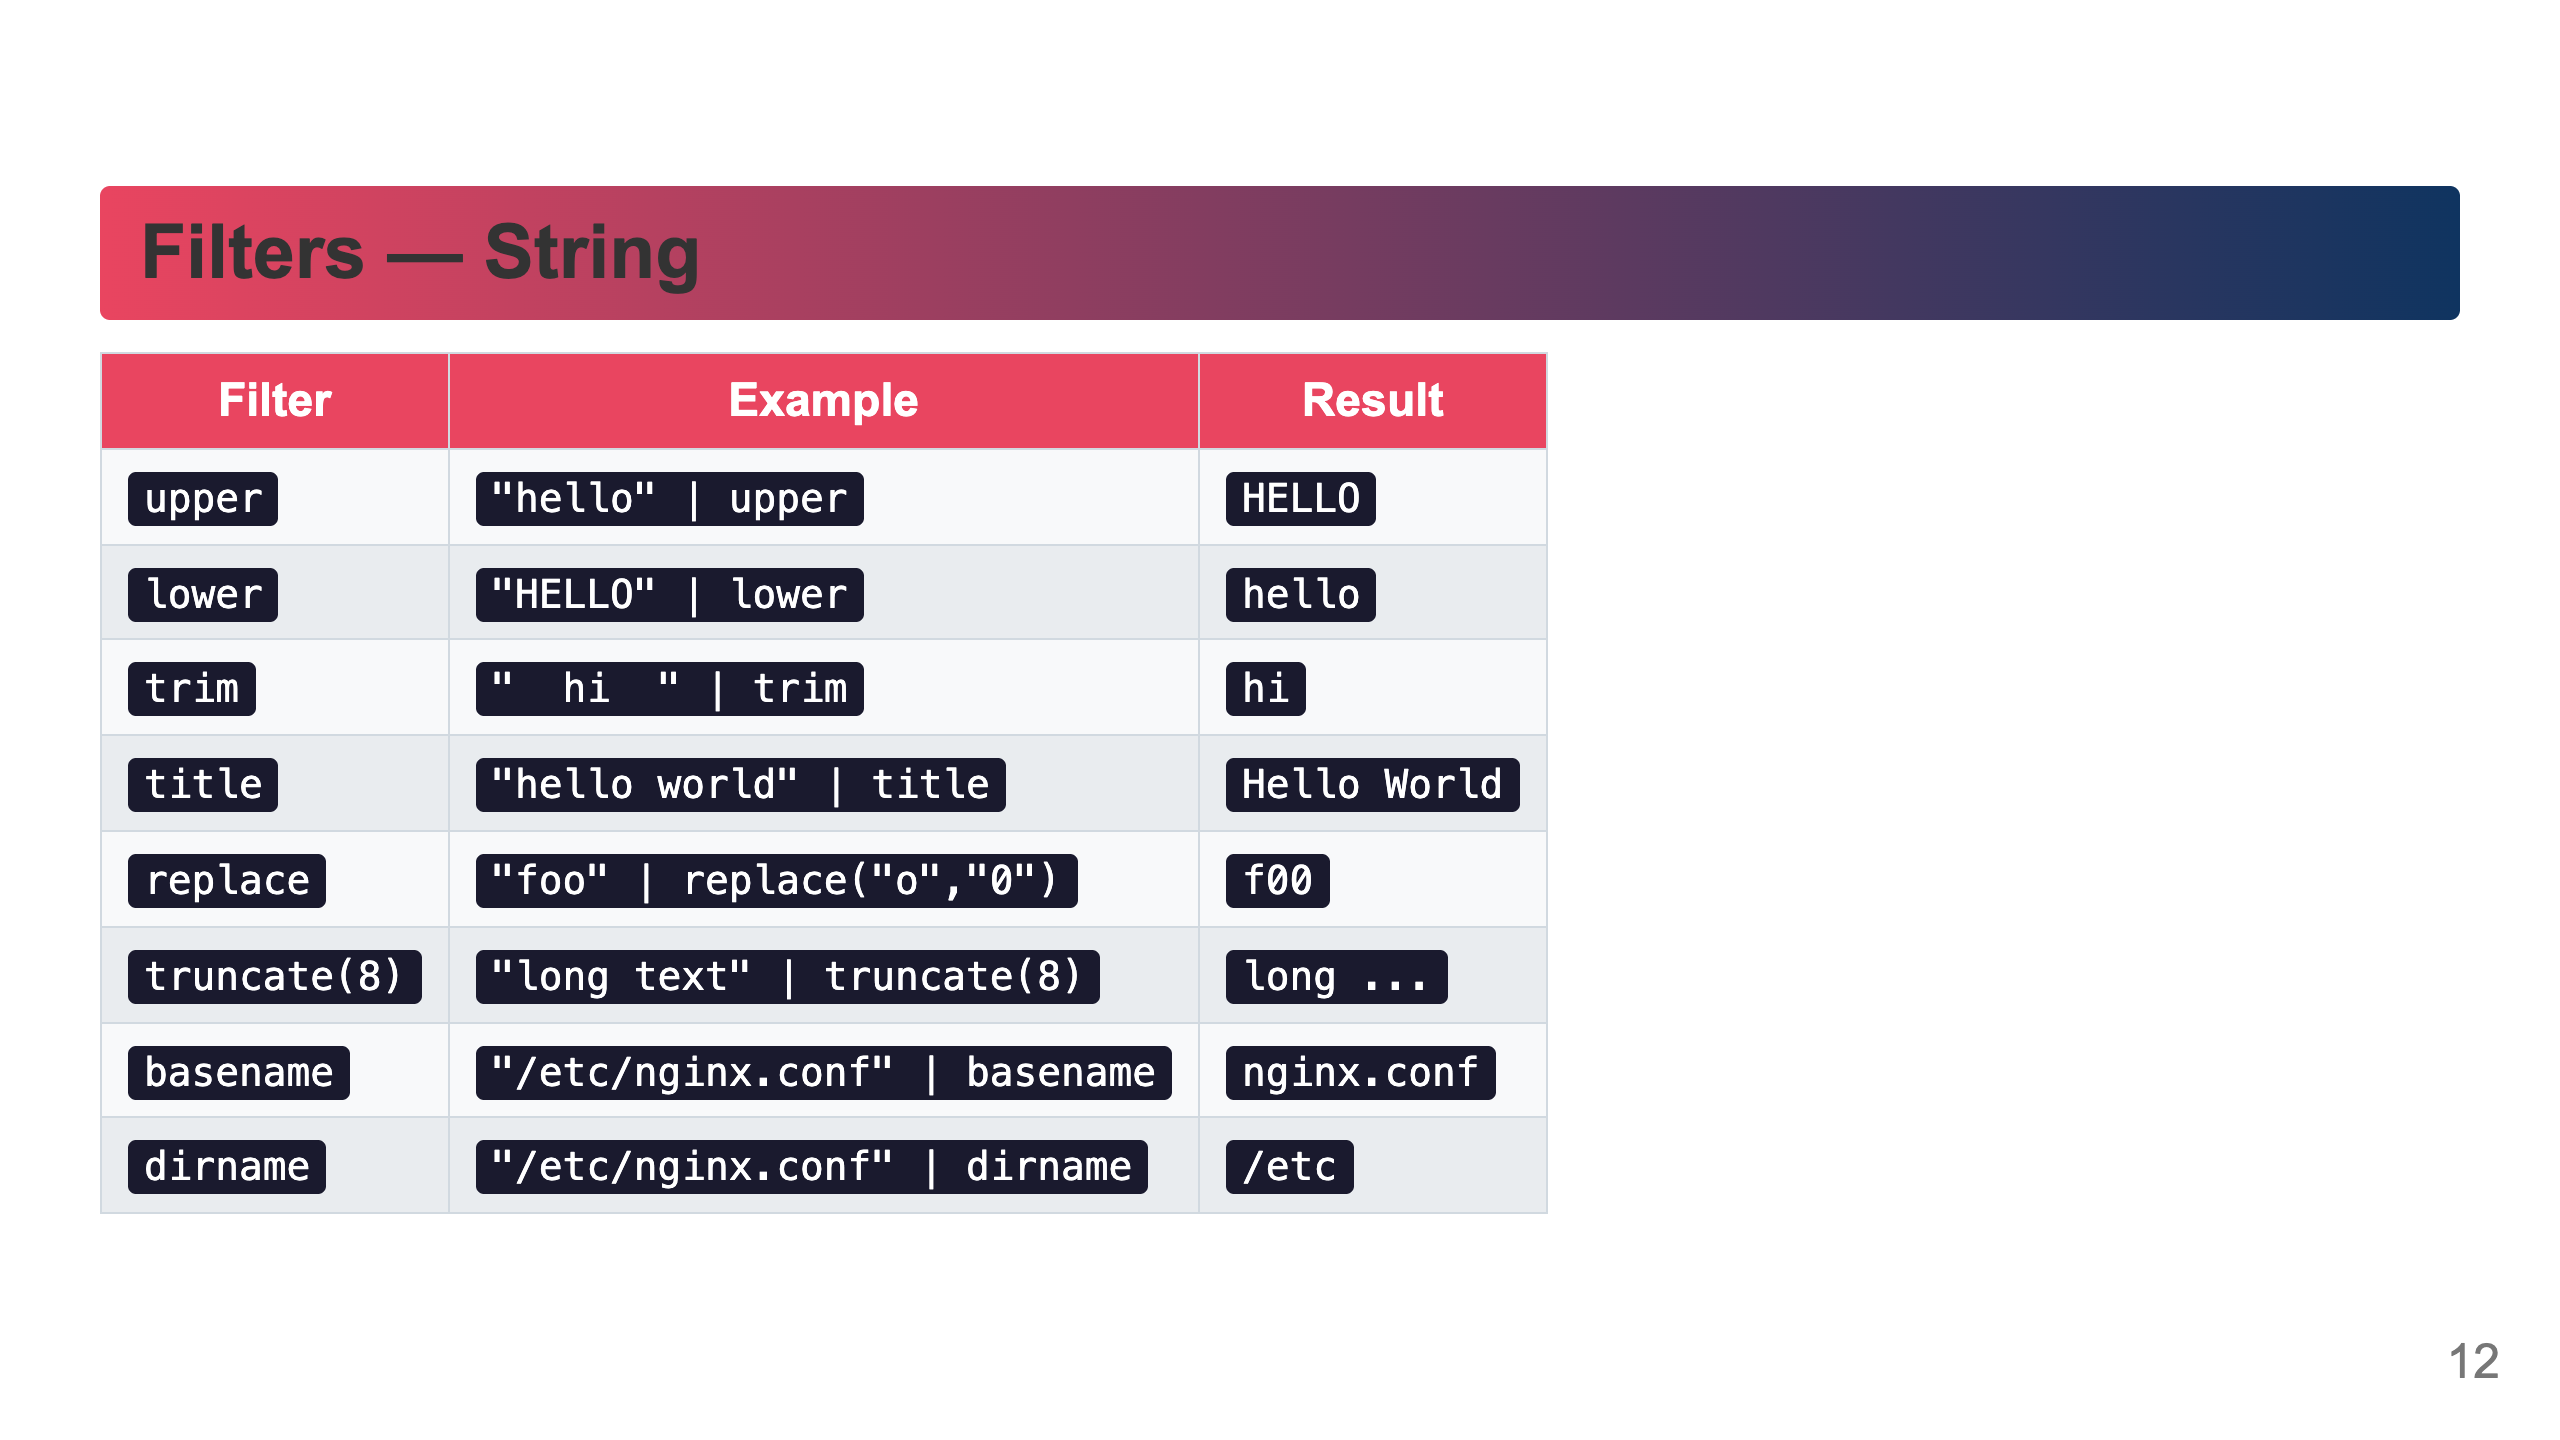 Filters — String
Filter Example Result
upper "hello" | upper HELLO
lower "HELLO" | lower hello
trim "  hi  " | trim hi
title "hello world" | title Hello World
replace "foo" | replace("o","0") f00
truncate(8) "long text" | truncate(8) long ...
basename "/etc/nginx.conf" | basename nginx.conf
dirname "/etc/nginx.conf" | dirname /etc
12